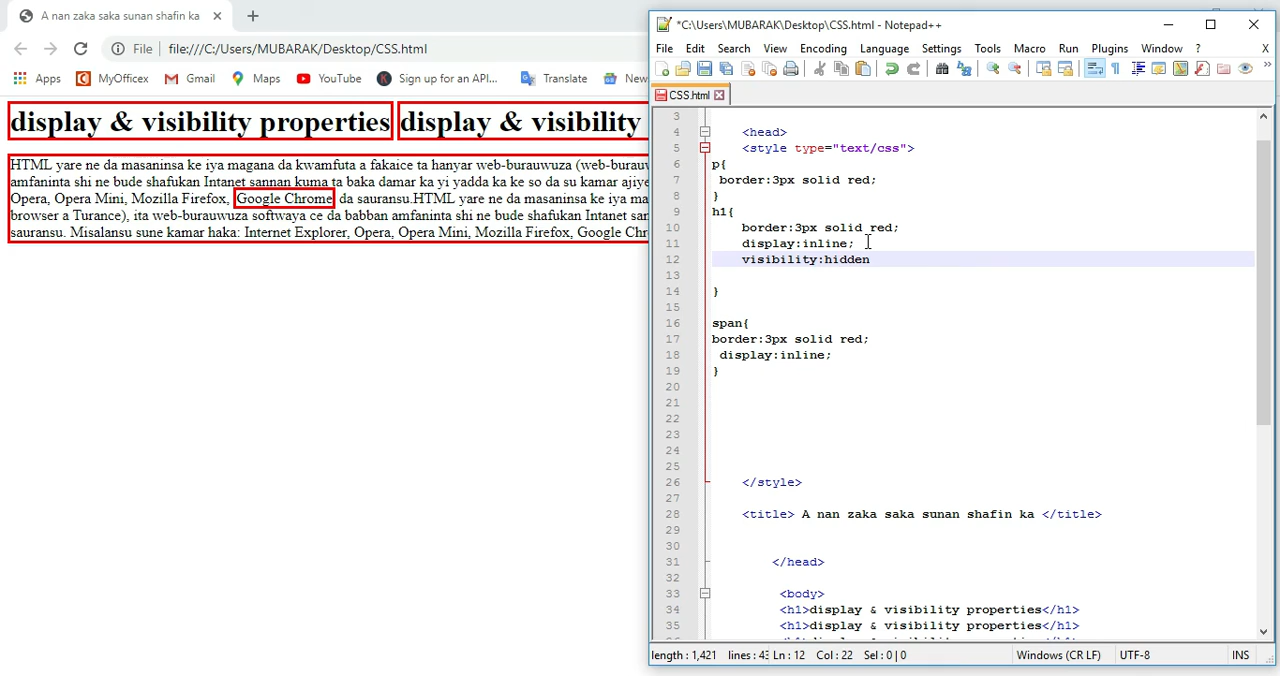 A nan zaka saka sunan shafin ka
File file:///C:/Users/MUBARAK/Desktop/CSS.html
Apps MyOfficex Gmail Maps YouTube Sign up for an API... Translate New
display & visibility properties display & visibility
HTML yare ne da masaninsa ke iya magana da kwamfuta a fakaice ta hanyar web-burauwuza (web-burauw
amfaninta shi ne bude shafukan Intanet sannan kuma ta baka damar ka yi yadda ka ke so da su kamar ajiye
Opera, Opera Mini, Mozilla Firefox, Google Chrome da sauransu.HTML yare ne da masaninsa ke iya ma
browser a Turance), ita web-burauwuza softwaya ce da babban amfaninta shi ne bude shafukan Intanet san
sauransu. Misalansu sune kamar haka: Internet Explorer, Opera, Opera Mini, Mozilla Firefox, Google Chr
*C:\Users\MUBARAK\Desktop\CSS.html - Notepad++
File Edit Search View Encoding Language Settings Tools Macro Run Plugins Window ? X
CSS.html
3
4 <head>
5 <style type="text/css">
6 p{
7 border:3px solid red;
8 }
9 h1{
10 border:3px solid red;
11 display:inline;
12 visibility:hidden
13
14 }
15
16 span{
17 border:3px solid red;
18 display:inline;
19 }
20
21
22
23
24
25
26 </style>
27
28 <title> A nan zaka saka sunan shafin ka </title>
29
30
31 </head>
32
33 <body>
34 <h1>display & visibility properties</h1>
35 <h1>display & visibility properties</h1>
length : 1,421 lines : 43 Ln : 12 Col : 22 Sel : 0 | 0 Windows (CR LF) UTF-8 INS